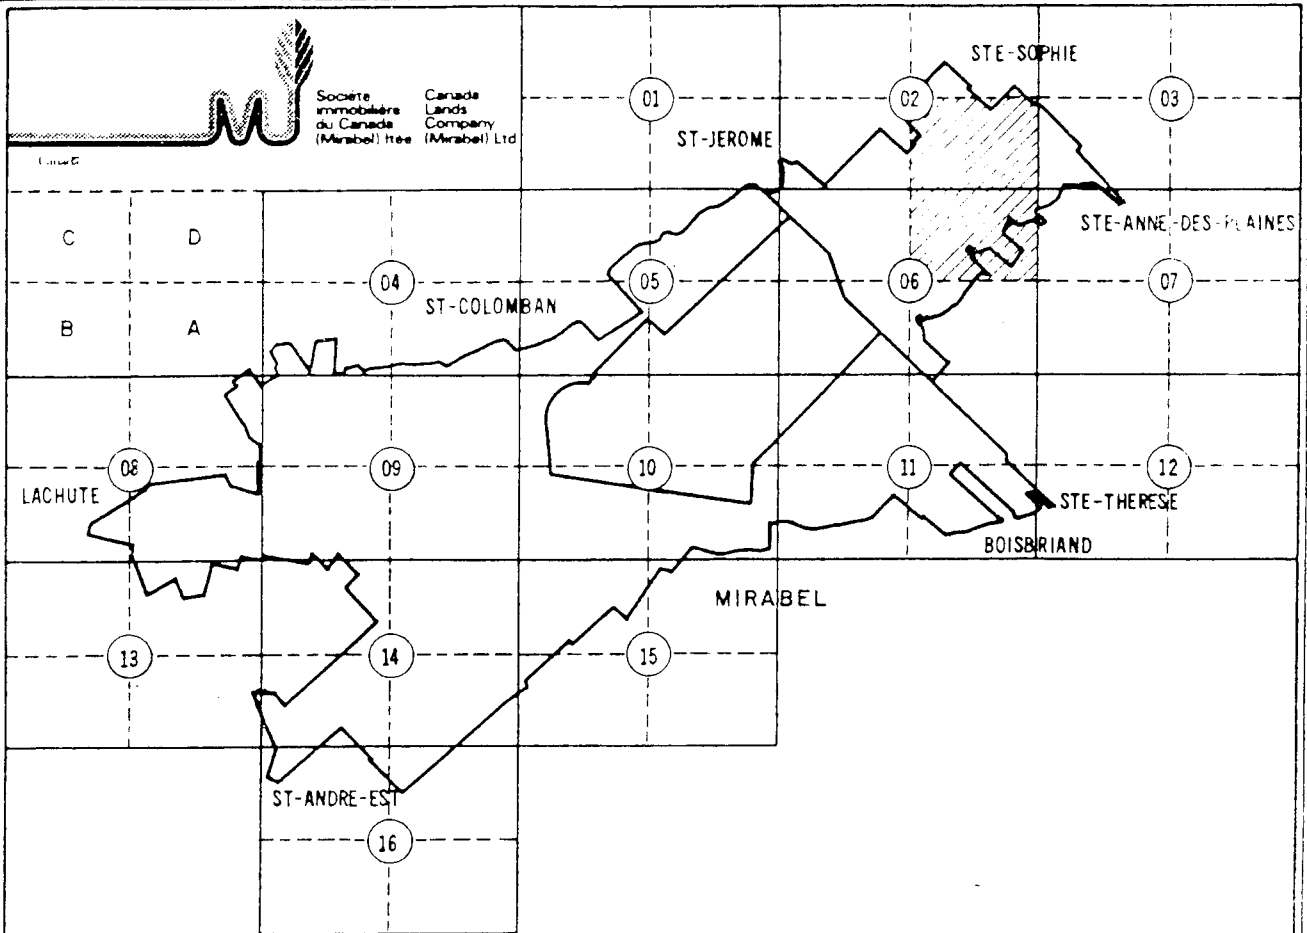 Société
immobilière
du Canada
(Mirabel) ltée
Canada
Lands
Company
(Mirabel) Ltd
STE-SOPHIE
01
02
03
ST-JEROME
C
D
STE-ANNE-DES-PLAINES
04
05
06
07
ST-COLOMBAN
B
A
08
09
10
11
12
LACHUTE
STE-THERESE
BOISBRIAND
MIRABEL
13
14
15
ST-ANDRE-EST
16